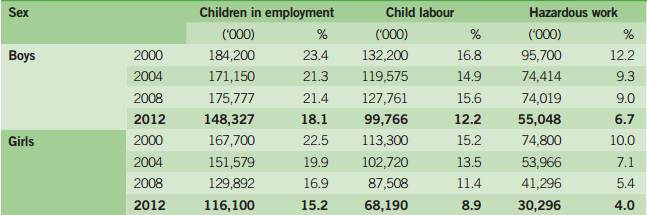 Sex Children in employment Child labour Hazardous work
('000) % ('000) % ('000) %
Boys 2000 184,200 23.4 132,200 16.8 95,700 12.2
2004 171,150 21.3 119,575 14.9 74,414 9.3
2008 175,777 21.4 127,761 15.6 74,019 9.0
2012 148,327 18.1 99,766 12.2 55,048 6.7
Girls 2000 167,700 22.5 113,300 15.2 74,800 10.0
2004 151,579 19.9 102,720 13.5 53,966 7.1
2008 129,892 16.9 87,508 11.4 41,296 5.4
2012 116,100 15.2 68,190 8.9 30,296 4.0